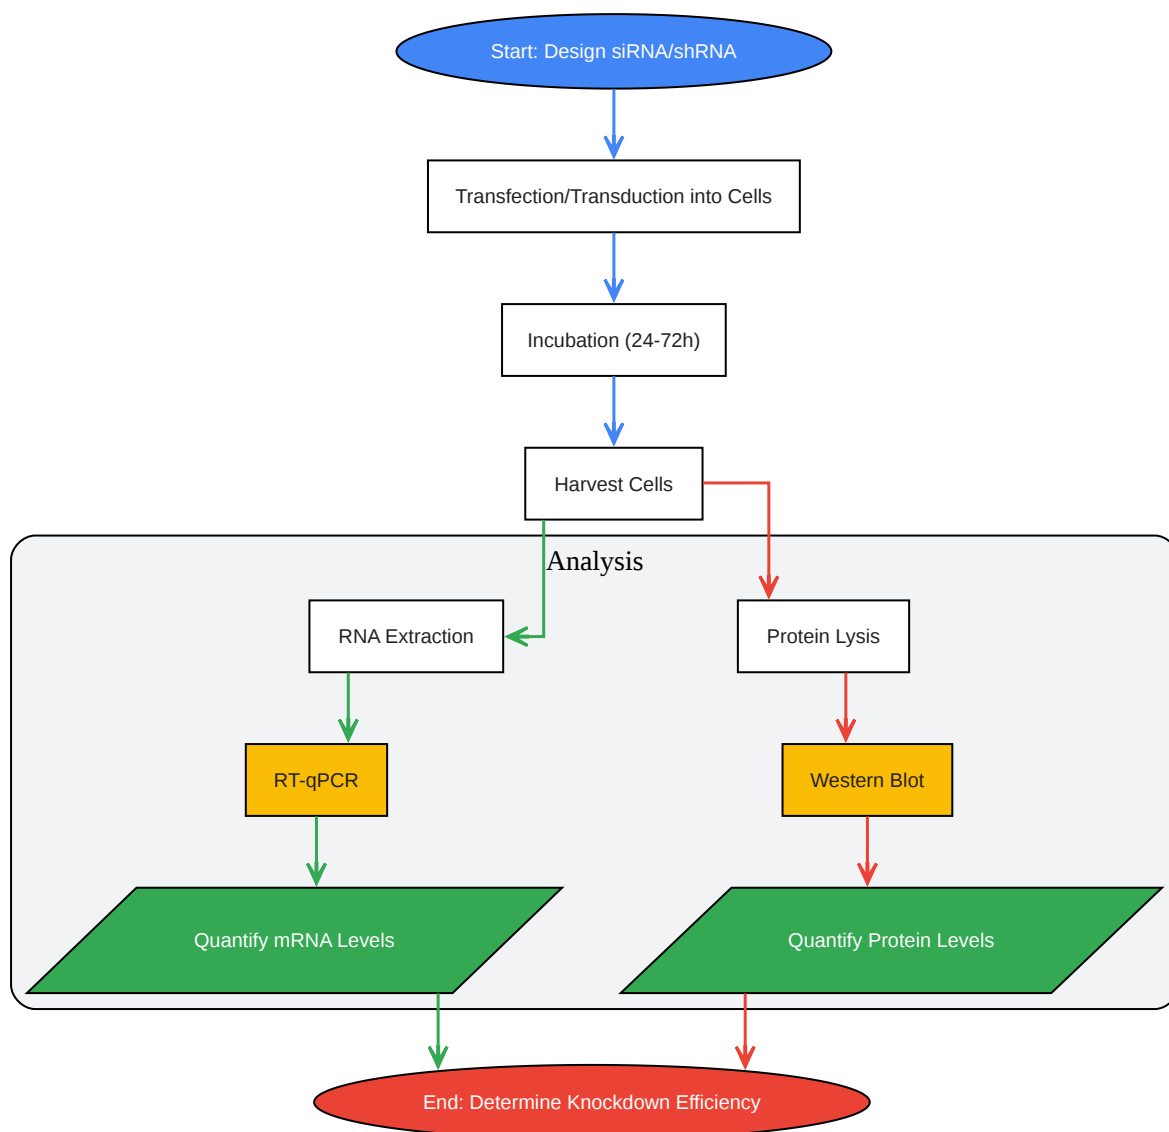 Start: Design siRNA/shRNA
Transfection/Transduction into Cells
Incubation (24-72h)
Harvest Cells
Analysis
RNA Extraction
Protein Lysis
RT-qPCR
Western Blot
Quantify mRNA Levels
Quantify Protein Levels
End: Determine Knockdown Efficiency